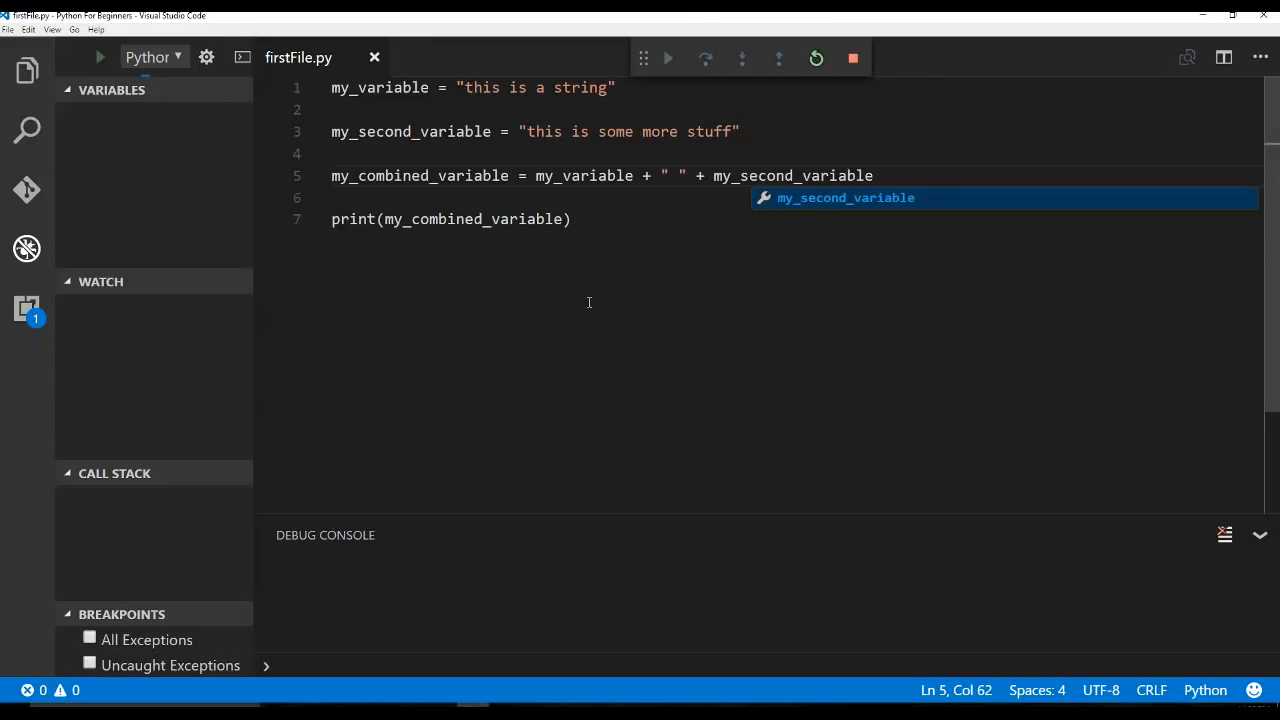 firstFile.py - Python For Beginners - Visual Studio Code
File Edit View Go Help
Python
firstFile.py
VARIABLES
1 my_variable = "this is a string"
2
3 my_second_variable = "this is some more stuff"
4
5 my_combined_variable = my_variable + " " + my_second_variable
my_second_variable
6
7 print(my_combined_variable)
WATCH
1
CALL STACK
DEBUG CONSOLE
BREAKPOINTS
All Exceptions
Uncaught Exceptions
0 0 Ln 5, Col 62 Spaces: 4 UTF-8 CRLF Python